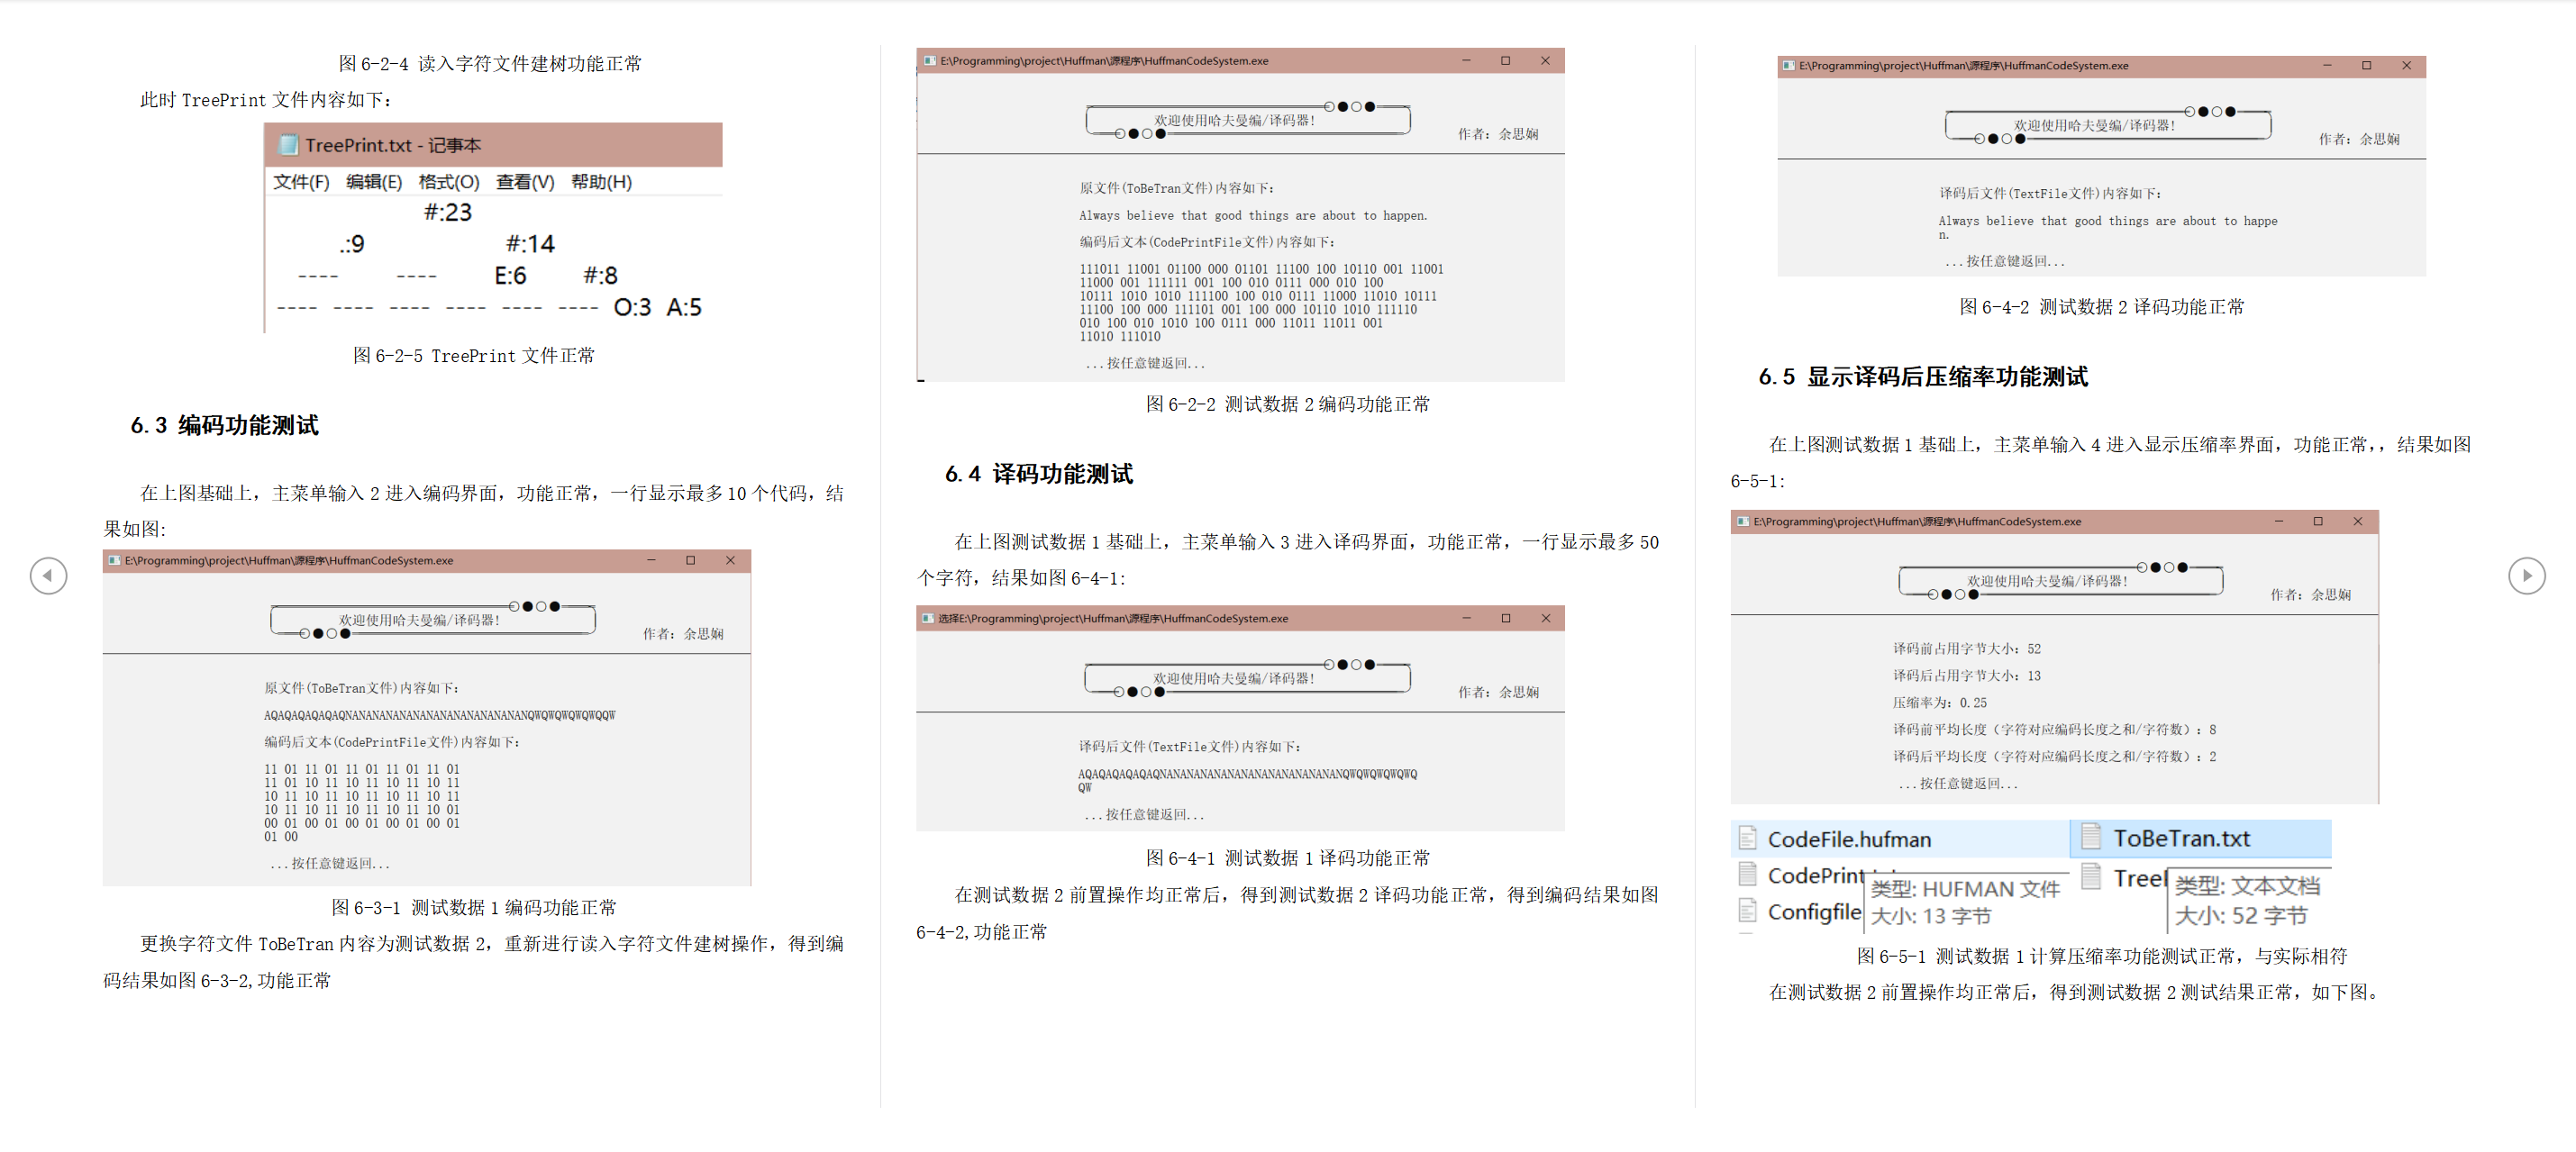 图 6-2-4 读入字符文件建树功能正常
此时 TreePrint 文件内容如下：
TreePrint.txt - 记事本
文件(F) 编辑(E) 格式(O) 查看(V) 帮助(H)
#:23
.:9 #:14
---- ---- E:6 #:8
---- ---- ---- ---- ---- ---- O:3 A:5
图 6-2-5 TreePrint 文件正常
6.3 编码功能测试
在上图基础上，主菜单输入 2 进入编码界面，功能正常，一行显示最多 10 个代码，结
果如图：
E:\Programming\project\Huffman\源程序\HuffmanCodeSystem.exe
欢迎使用哈夫曼编/译码器!
作者：余思娴
原文件(ToBeTran文件)内容如下：
编码后文本(CodePrintFile文件)内容如下：
11 01 11 01 11 01 11 01 11 01
11 01 10 11 10 11 10 11 10 11
10 11 10 11 10 11 10 11 10 11
10 11 10 11 10 11 10 11 10 01
00 01 00 01 00 01 00 01 00 01
01 00
...按任意键返回...
图 6-3-1 测试数据 1 编码功能正常
更换字符文件 ToBeTran 内容为测试数据 2，重新进行读入字符文件建树操作，得到编
码结果如图 6-3-2,功能正常
E:\Programming\project\Huffman\源程序\HuffmanCodeSystem.exe
欢迎使用哈夫曼编/译码器!
作者：余思娴
原文件(ToBeTran文件)内容如下：
Always believe that good things are about to happen.
编码后文本(CodePrintFile文件)内容如下：
111011 11001 01100 000 01101 11100 100 10110 001 11001
11000 001 111111 001 100 010 0111 000 010 100
10111 1010 1010 111100 100 010 0111 11000 11010 10111
11100 100 000 111101 001 100 000 10110 1010 111110
010 100 010 1010 100 0111 000 11011 11011 001
11010 111010
...按任意键返回...
图 6-2-2 测试数据 2 编码功能正常
6.4 译码功能测试
在上图测试数据 1 基础上，主菜单输入 3 进入译码界面，功能正常，一行显示最多 50
个字符，结果如图 6-4-1：
选择E:\Programming\project\Huffman\源程序\HuffmanCodeSystem.exe
欢迎使用哈夫曼编/译码器!
作者：余思娴
译码后文件(TextFile文件)内容如下：
QW
...按任意键返回...
图 6-4-1 测试数据 1 译码功能正常
在测试数据 2 前置操作均正常后，得到测试数据 2 译码功能正常，得到编码结果如图
6-4-2,功能正常
E:\Programming\project\Huffman\源程序\HuffmanCodeSystem.exe
欢迎使用哈夫曼编/译码器!
作者：余思娴
译码后文件(TextFile文件)内容如下：
Always believe that good things are about to happe
n.
...按任意键返回...
图 6-4-2 测试数据 2 译码功能正常
6.5 显示译码后压缩率功能测试
在上图测试数据 1 基础上，主菜单输入 4 进入显示压缩率界面，功能正常,，结果如图
6-5-1：
E:\Programming\project\Huffman\源程序\HuffmanCodeSystem.exe
欢迎使用哈夫曼编/译码器!
作者：余思娴
译码前占用字节大小：52
译码后占用字节大小：13
压缩率为：0.25
译码前平均长度（字符对应编码长度之和/字符数）：8
译码后平均长度（字符对应编码长度之和/字符数）：2
...按任意键返回...
CodeFile.hufman
CodePrint
Configfile
类型: HUFMAN 文件
大小: 13 字节
ToBeTran.txt
类型: 文本文档
大小: 52 字节
图 6-5-1 测试数据 1 计算压缩率功能测试正常，与实际相符
在测试数据 2 前置操作均正常后，得到测试数据 2 测试结果正常，如下图。